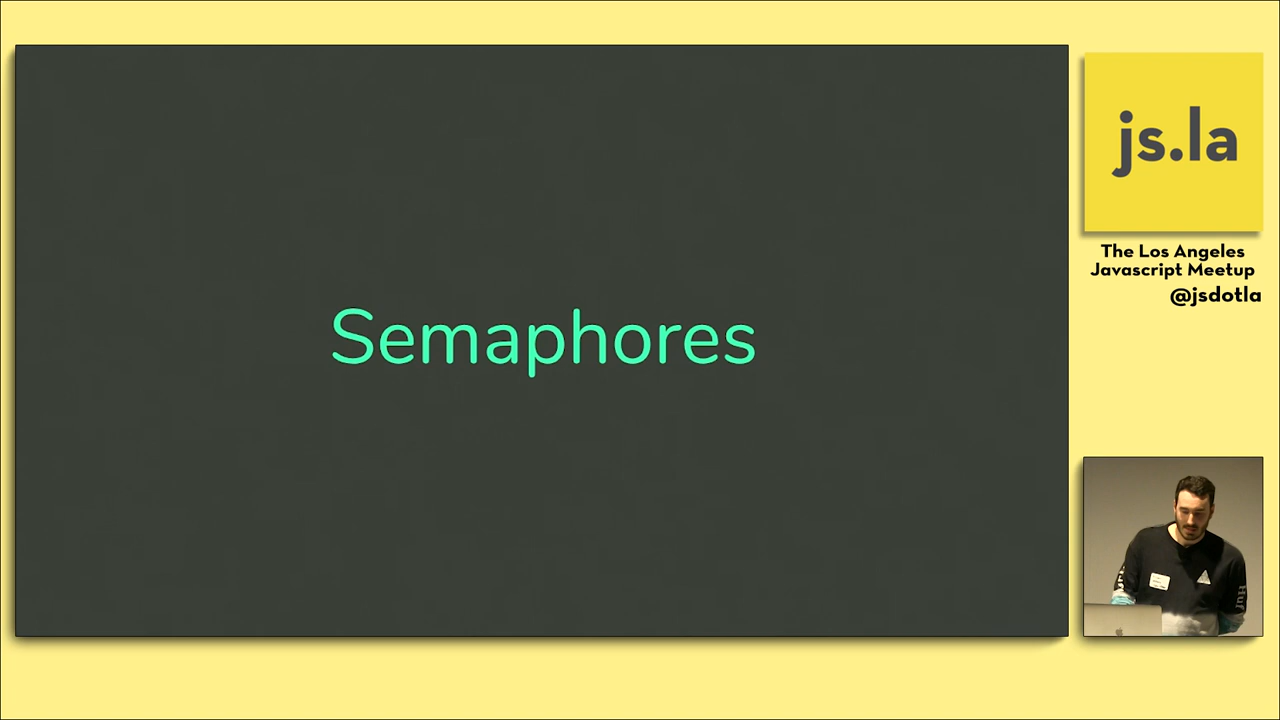 Semaphores
js.la
The Los Angeles
Javascript Meetup
@jsdotla